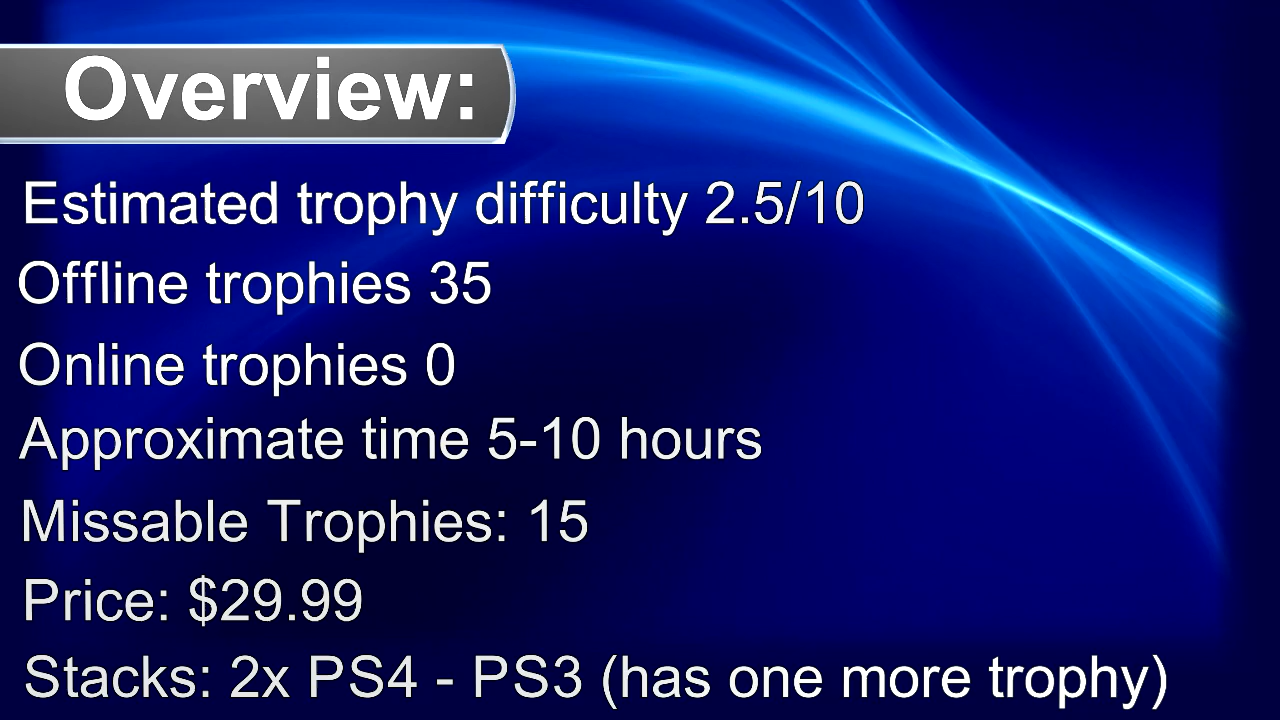 Overview:
Estimated trophy difficulty 2.5/10
Offline trophies 35
Online trophies 0
Approximate time 5-10 hours
Missable Trophies: 15
Price: $29.99
Stacks: 2x PS4 - PS3 (has one more trophy)